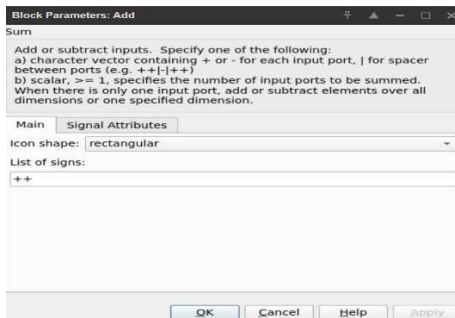 Block Parameters: Add
Sum
Add or subtract inputs. Specify one of the following:
a) character vector containing + or - for each input port, | for spacer
between ports (e.g. ++|-|++)
b) scalar, >= 1, specifies the number of input ports to be summed.
When there is only one input port, add or subtract elements over all
dimensions or one specified dimension.
Main Signal Attributes
Icon shape: rectangular
List of signs:
++
OK Cancel Help Apply